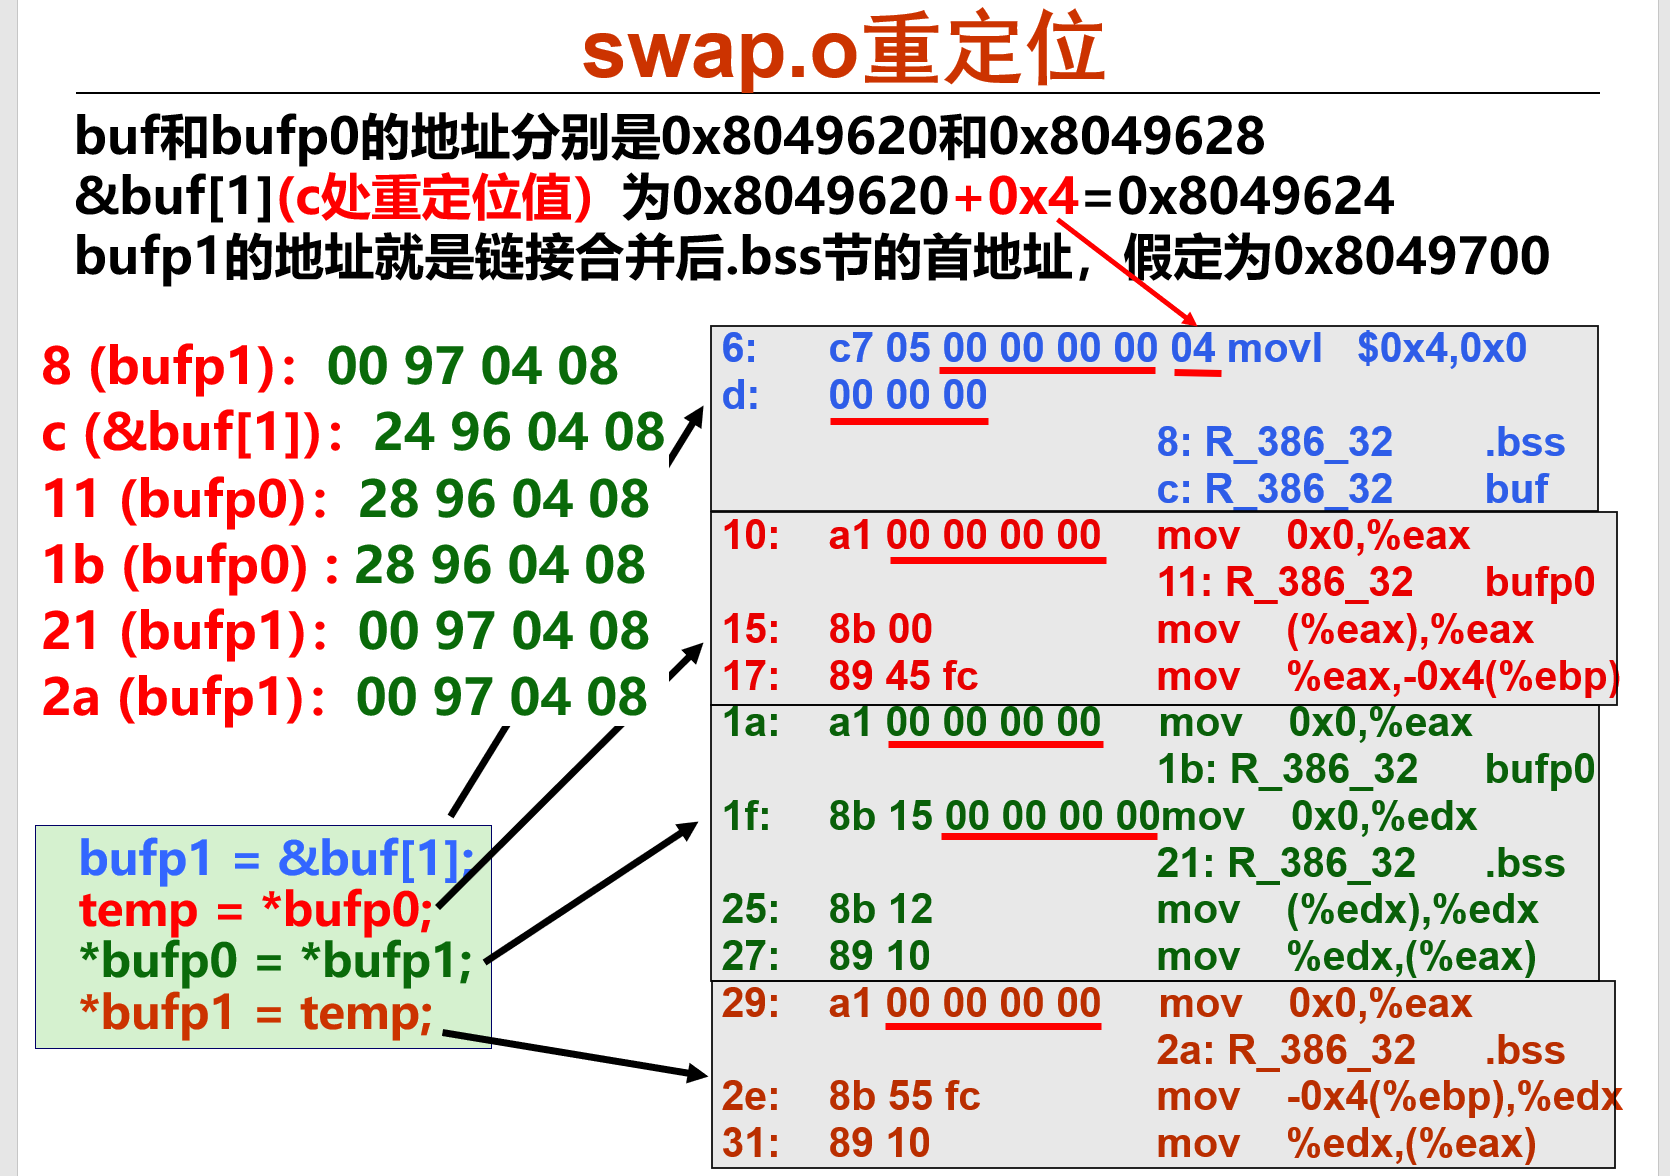 swap.o重定位
buf和bufp0的地址分别是0x8049620和0x8049628
&buf[1](c处重定位值）为0x8049620+0x4=0x8049624
bufp1的地址就是链接合并后.bss节的首地址，假定为0x8049700
8 (bufp1)：00 97 04 08
c (&buf[1])：24 96 04 08
11 (bufp0)：28 96 04 08
1b (bufp0) : 28 96 04 08
21 (bufp1)：00 97 04 08
2a (bufp1)：00 97 04 08
bufp1 = &buf[1];
temp = *bufp0;
*bufp0 = *bufp1;
*bufp1 = temp;
6: c7 05 00 00 00 00 04 movl $0x4,0x0
d: 00 00 00
8: R_386_32 .bss
c: R_386_32 buf
10: a1 00 00 00 00 mov 0x0,%eax
11: R_386_32 bufp0
15: 8b 00 mov (%eax),%eax
17: 89 45 fc mov %eax,-0x4(%ebp)
1a: a1 00 00 00 00 mov 0x0,%eax
1b: R_386_32 bufp0
1f: 8b 15 00 00 00 00mov 0x0,%edx
21: R_386_32 .bss
25: 8b 12 mov (%edx),%edx
27: 89 10 mov %edx,(%eax)
29: a1 00 00 00 00 mov 0x0,%eax
2a: R_386_32 .bss
2e: 8b 55 fc mov -0x4(%ebp),%edx
31: 89 10 mov %edx,(%eax)